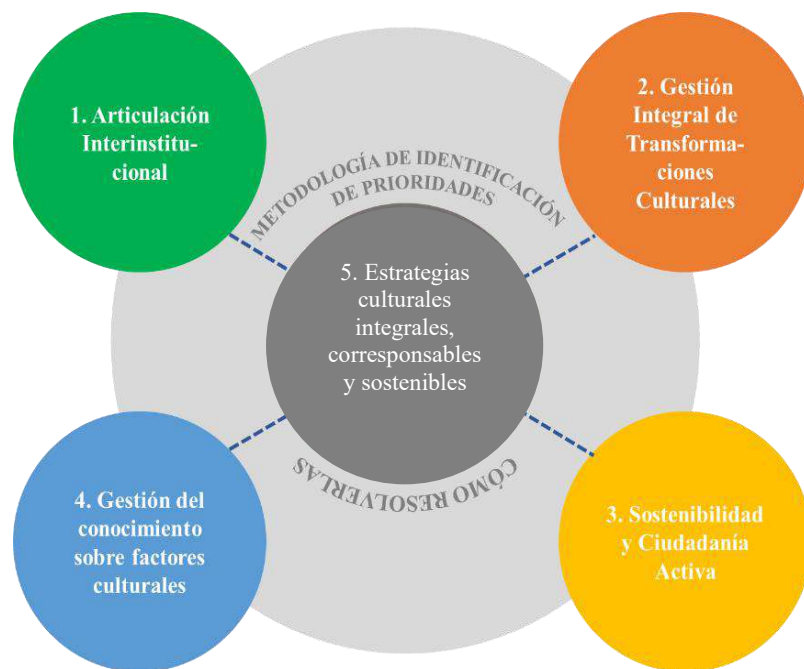 1. Articulación
Interinstitu-
cional
2. Gestión
Integral de
Transforma-
ciones
Culturales
METODOLOGÍA DE IDENTIFICACIÓN
DE PRIORIDADES
5. Estrategias
culturales
integrales,
corresponsables
y sostenibles
CÓMO RESOLVERLAS
4. Gestión del
conocimiento
sobre factores
culturales
3. Sostenibilidad
y Ciudadanía
Activa